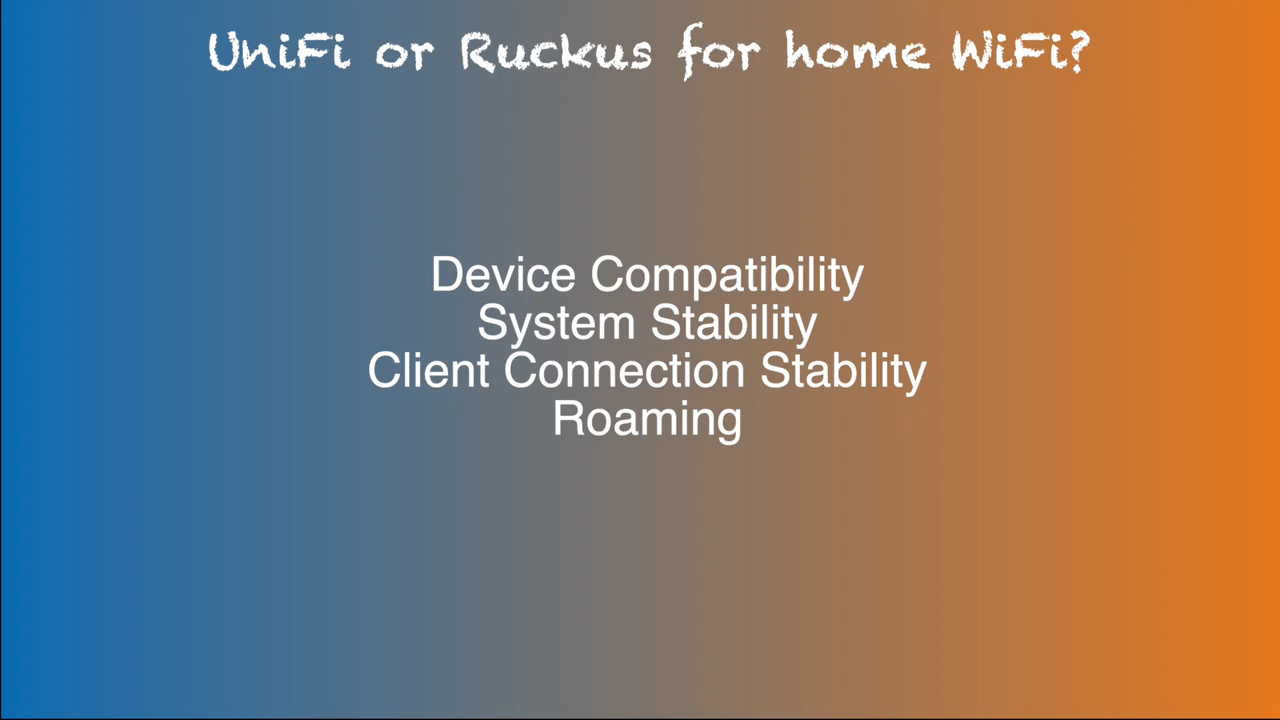 UniFi or Ruckus for home WiFi?
Device Compatibility
System Stability
Client Connection Stability
Roaming